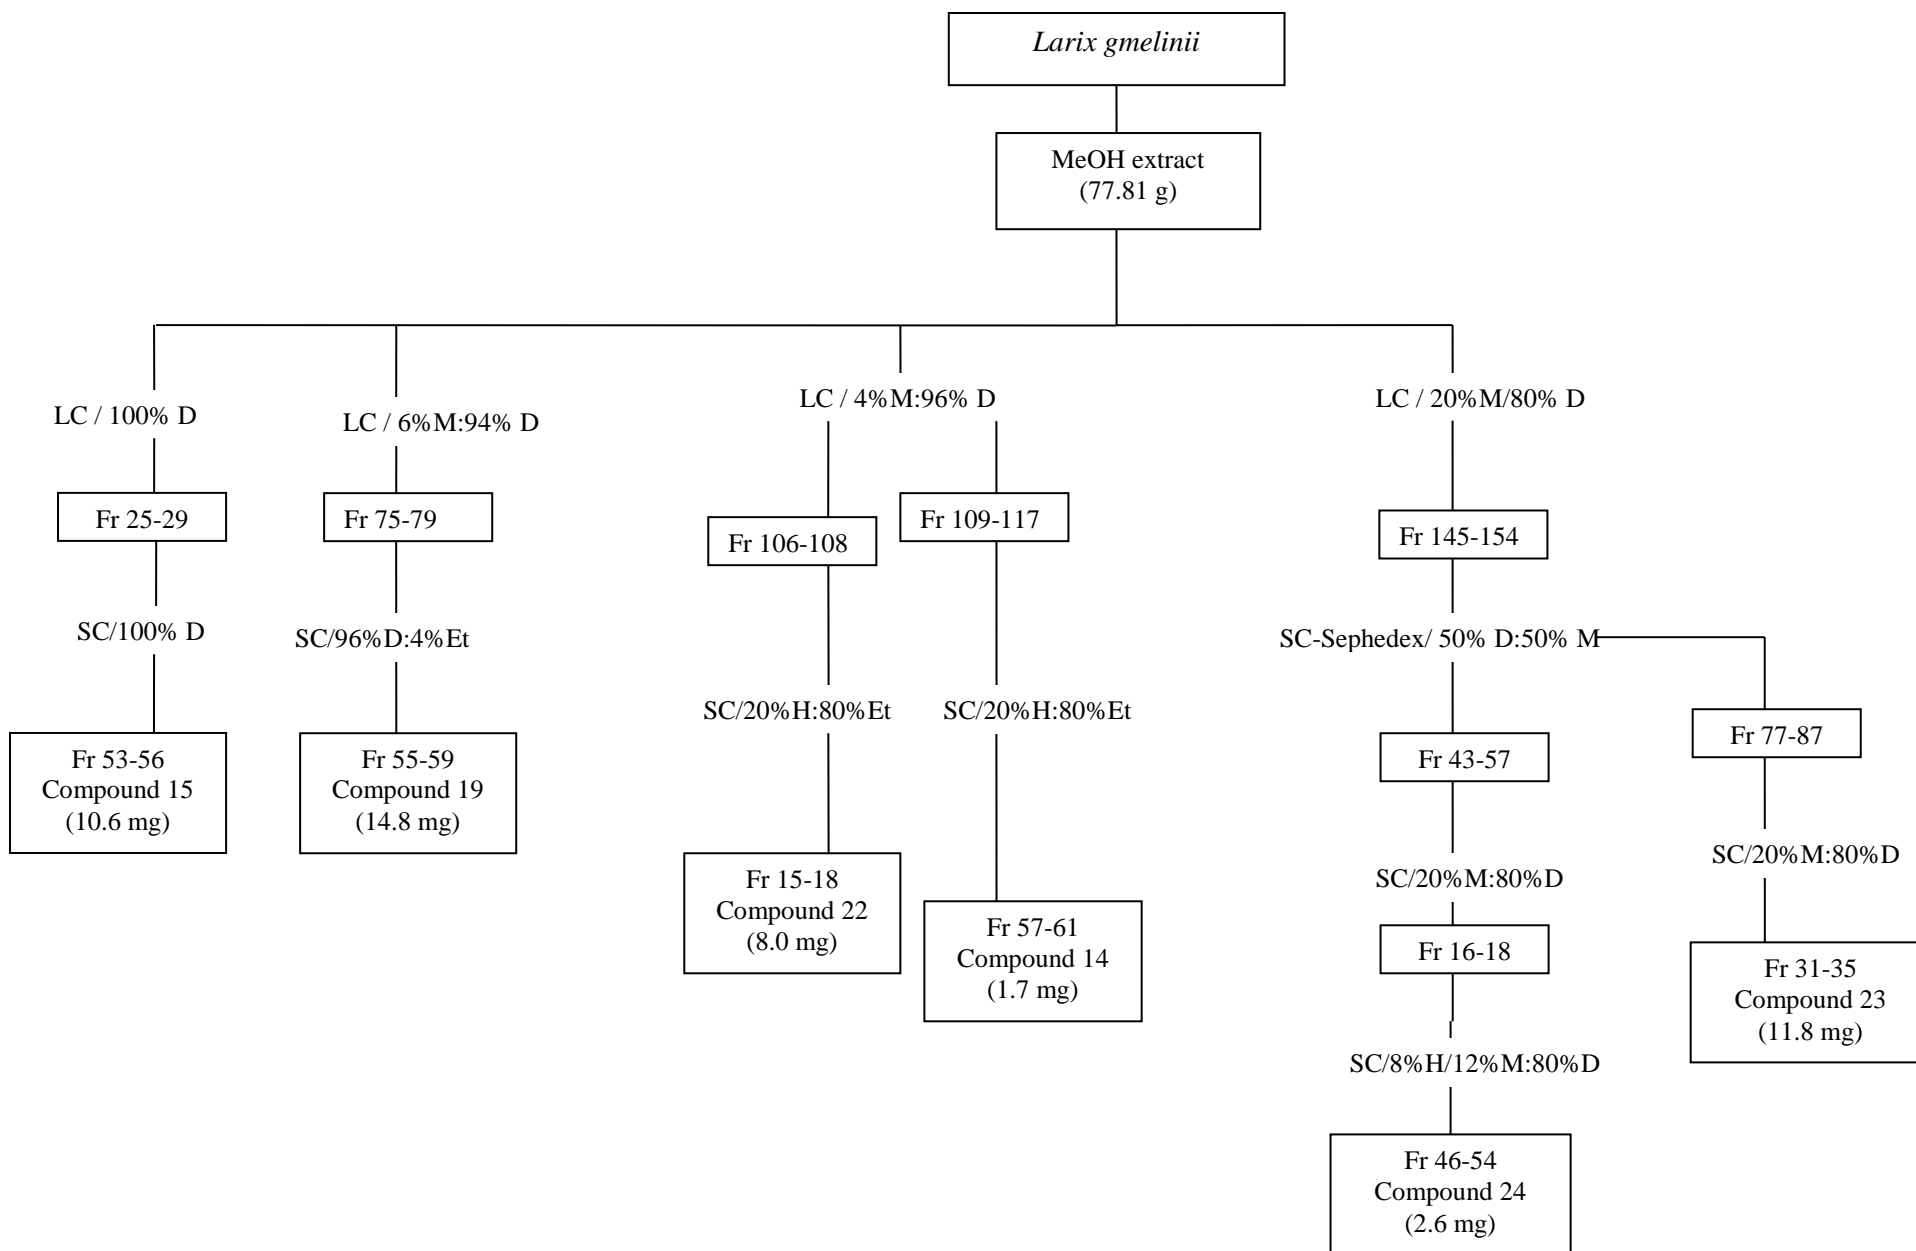 Larix gmelinii
MeOH extract
(77.81 g)
LC / 100% D
LC / 6%M:94% D
LC / 4%M:96% D
LC / 20%M/80% D
Fr 25-29
Fr 75-79
Fr 106-108
Fr 109-117
Fr 145-154
SC/100% D
SC/96%D:4%Et
SC/20%H:80%Et
SC/20%H:80%Et
SC-Sephedex/ 50% D:50% M
Fr 53-56
Compound 15
(10.6 mg)
Fr 55-59
Compound 19
(14.8 mg)
Fr 15-18
Compound 22
(8.0 mg)
Fr 57-61
Compound 14
(1.7 mg)
Fr 43-57
Fr 77-87
SC/20%M:80%D
SC/20%M:80%D
Fr 16-18
Fr 31-35
Compound 23
(11.8 mg)
SC/8%H/12%M:80%D
Fr 46-54
Compound 24
(2.6 mg)